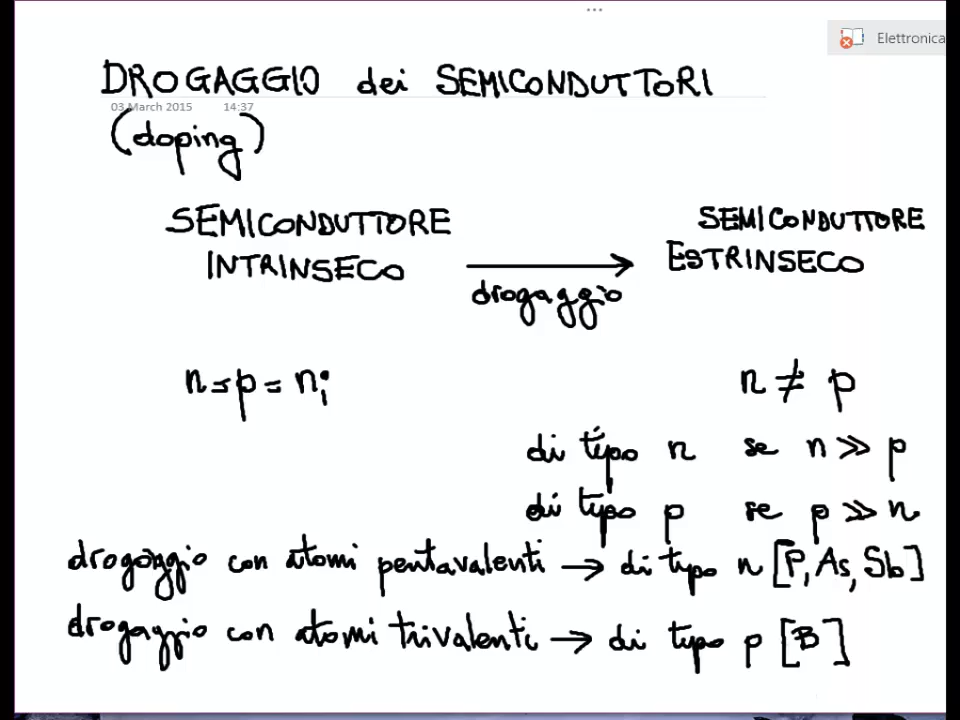 Elettronica
DROGAGGIO dei SEMICONDUTTORI
03 March 2015 14:37
(doping)
SEMICONDUTTORE SEMICONDUTTORE
INTRINSECO ESTRINSECO
drogaggio
n = p = ni n ≠ p
di tipo n se n >> p
di tipo p se p >> n
drogaggio con atomi pentavalenti → di tipo n [P, As, Sb]
drogaggio con atomi trivalenti → di tipo p [B]